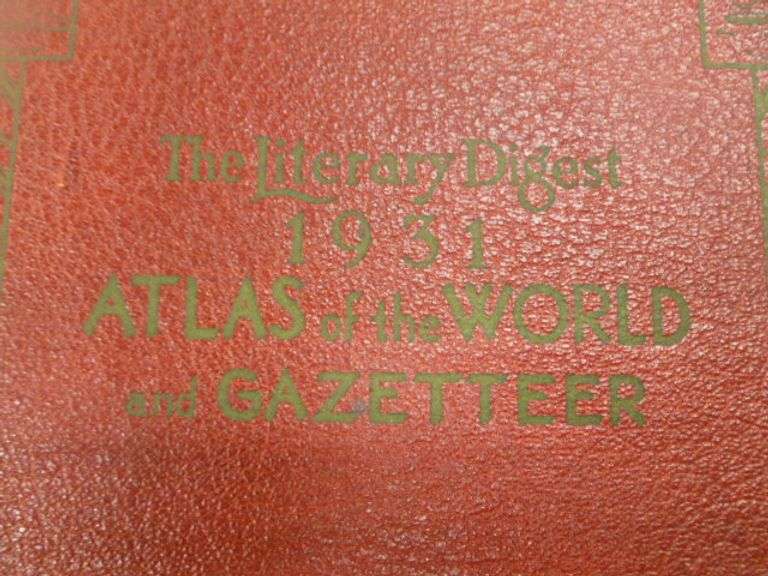 The Literary Digest
1931
ATLAS of the WORLD
and GAZETTEER